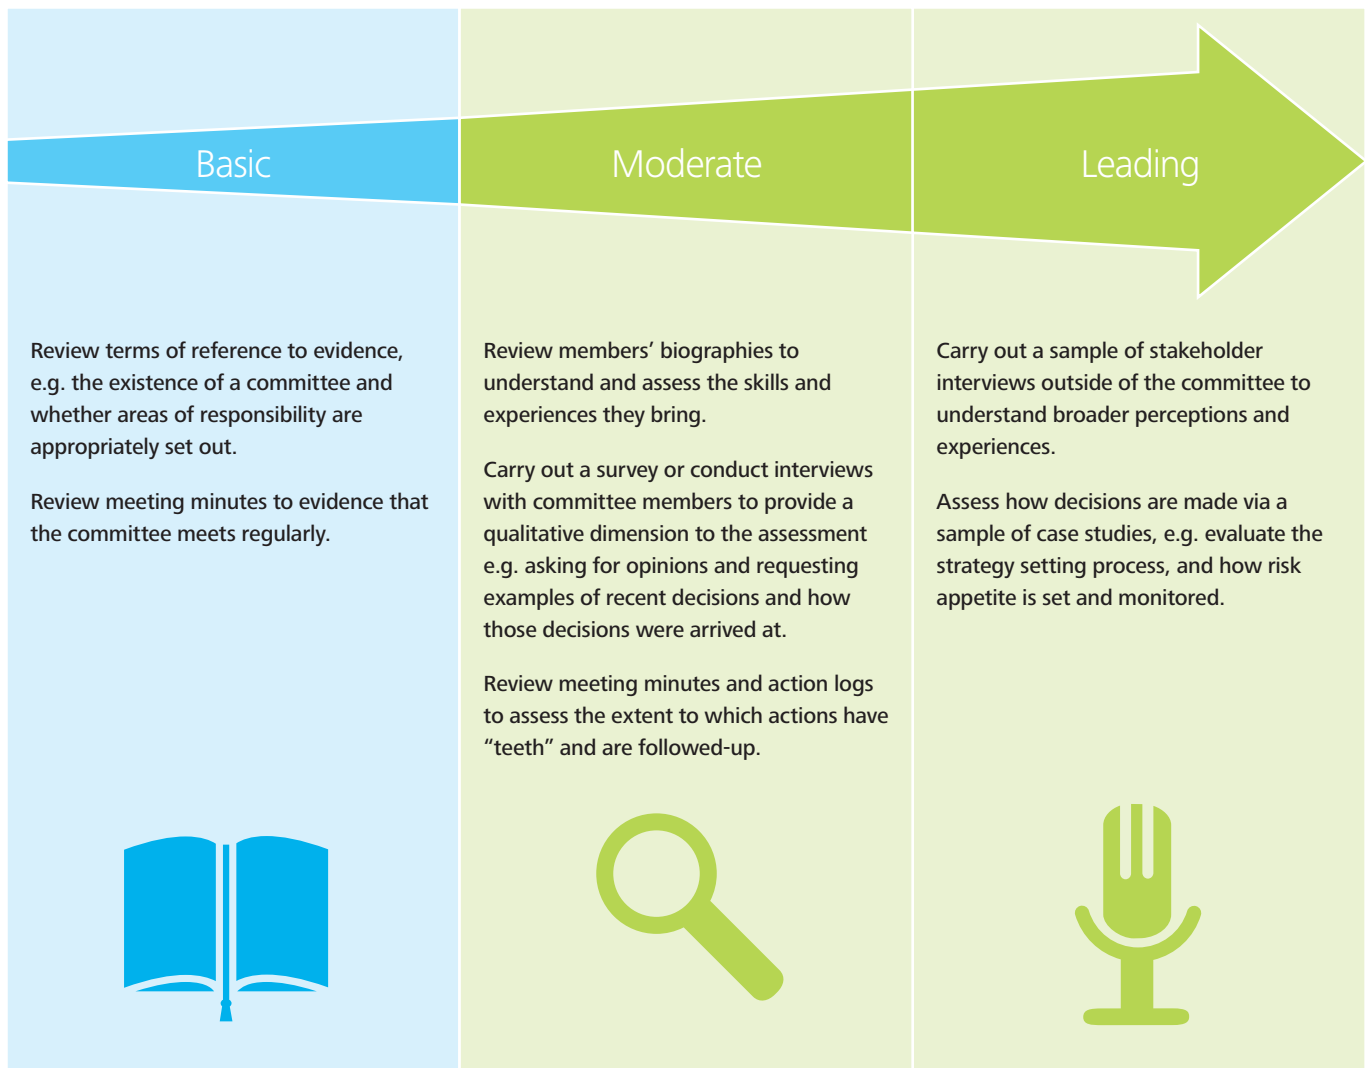 Basic
Moderate
Leading
Review terms of reference to evidence,
e.g. the existence of a committee and
whether areas of responsibility are
appropriately set out.
Review meeting minutes to evidence that
the committee meets regularly.
Review members’ biographies to
understand and assess the skills and
experiences they bring.
Carry out a survey or conduct interviews
with committee members to provide a
qualitative dimension to the assessment
e.g. asking for opinions and requesting
examples of recent decisions and how
those decisions were arrived at.
Review meeting minutes and action logs
to assess the extent to which actions have
“teeth” and are followed-up.
Carry out a sample of stakeholder
interviews outside of the committee to
understand broader perceptions and
experiences.
Assess how decisions are made via a
sample of case studies, e.g. evaluate the
strategy setting process, and how risk
appetite is set and monitored.